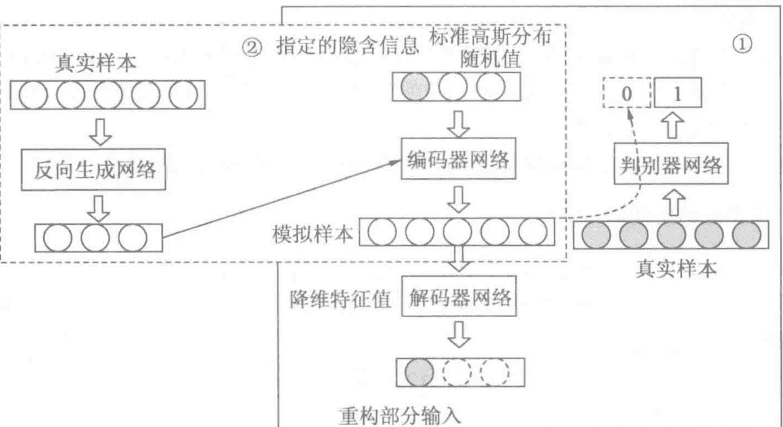 ② 指定的隐含信息
标准高斯分布
随机值
①
真实样本
0 1
反向生成网络
编码器网络
判别器网络
模拟样本
真实样本
降维特征值
解码器网络
重构部分输入